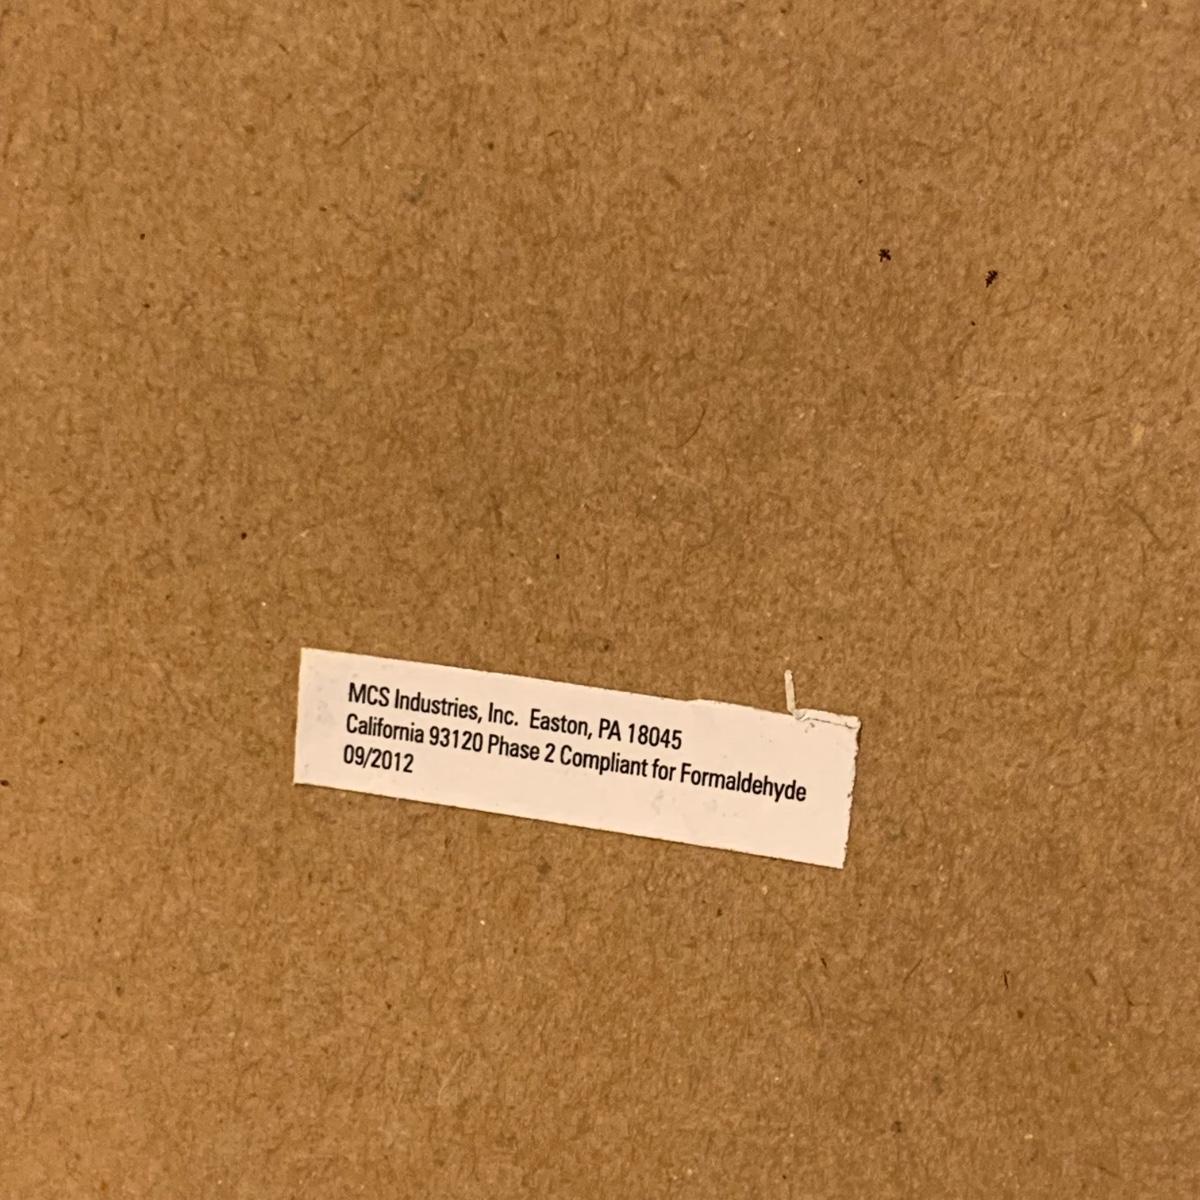 MCS Industries, Inc. Easton, PA 18045
California 93120 Phase 2 Compliant for Formaldehyde
09/2012